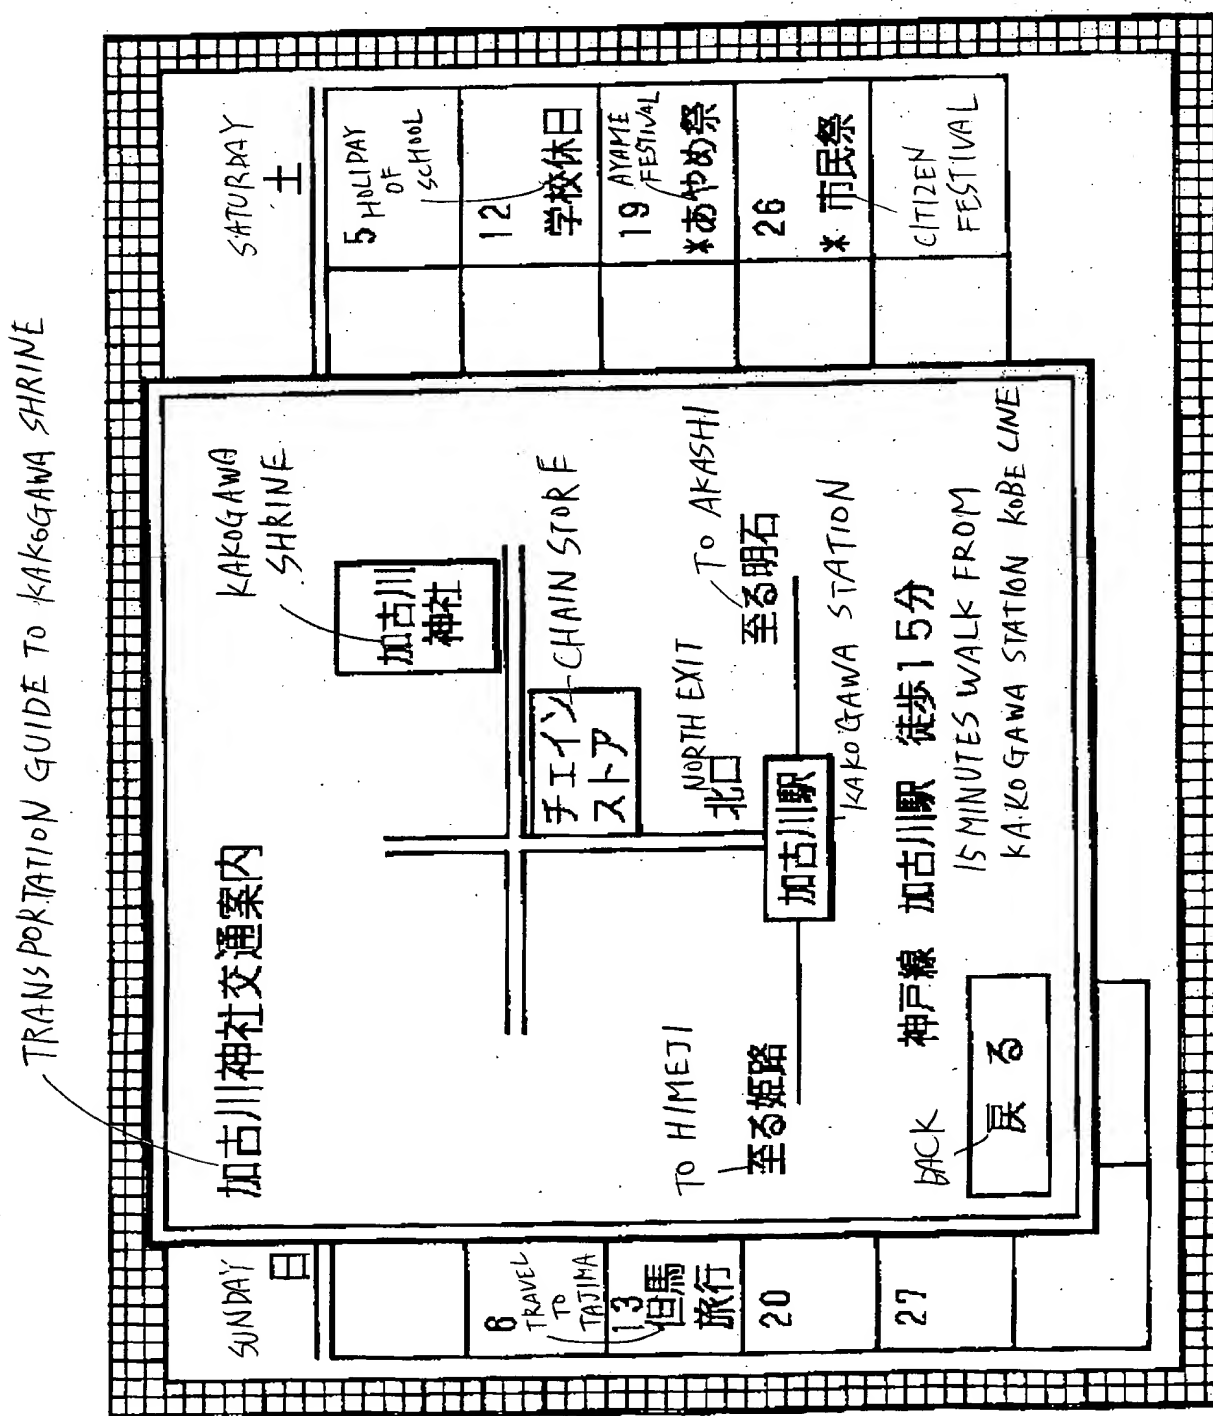 TRANSPORTATION GUIDE TO KAKOGAWA SHRINE
SUNDAY
日
SATURDAY
土
5
HOLIDAY
OF
SCHOOL
6
TRAVEL
TO
TAJIMA
12
学校休日
13
但馬
旅行
19
AYAME
FESTIVAL
*あやめ祭
20
26
* 市民祭
27
CITIZEN
FESTIVAL
加古川神社交通案内
KAKOGAWA
SHRINE
加古川
神社
チェイン
ストア
CHAIN STORE
NORTH EXIT
北口
TO AKASHI
至る明石
TO HIMEJI
至る姫路
加古川駅
KAKOGAWA STATION
神戸線 加古川駅 徒歩15分
15 MINUTES WALK FROM
KAKOGAWA STATION KOBE LINE
BACK
戻る